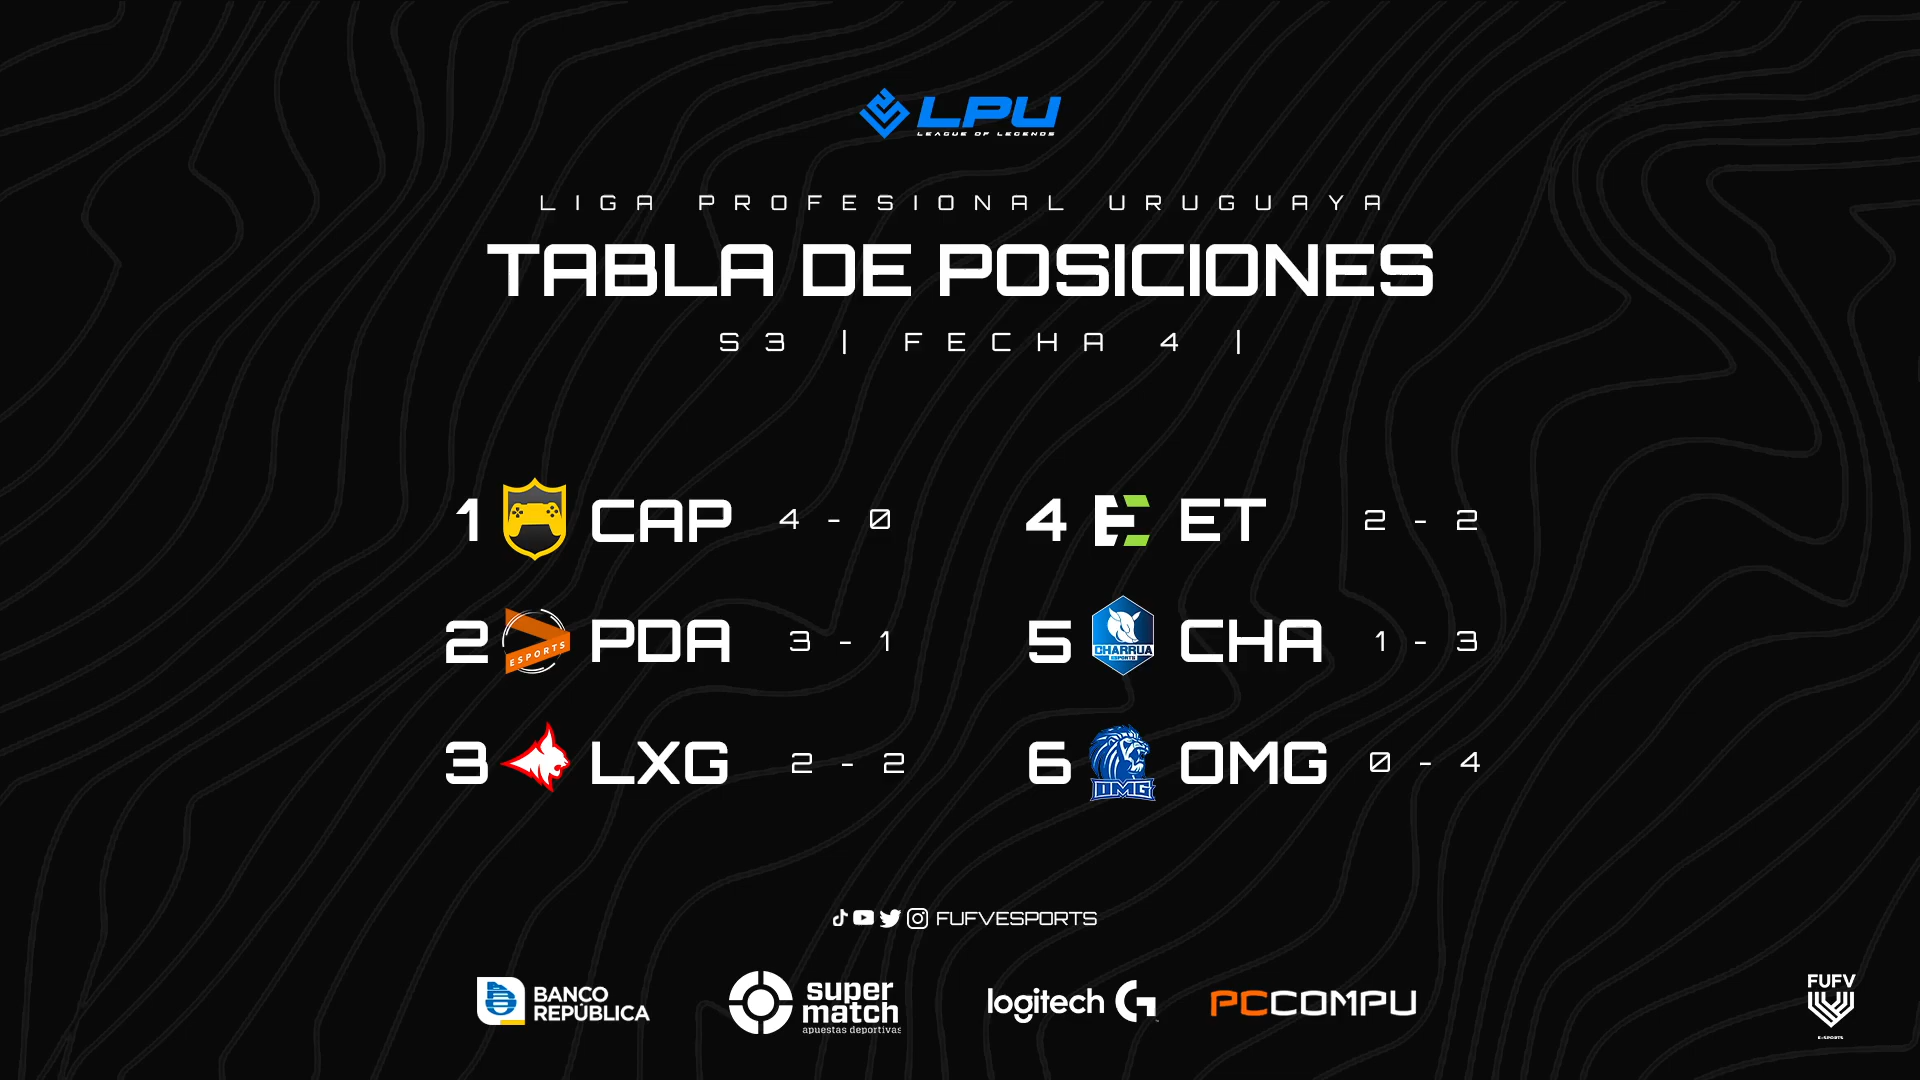 LPU
LEAGUE OF LEGENDS
LIGA PROFESIONAL URUGUAYA
TABLA DE POSICIONES
S3 | FECHA 4 |
1 CAP 4 - 0
2 ESPORTS PDA 3 - 1
3 LXG 2 - 2
4 E ET 2 - 2
5 CHARRUA ESPORTS CHA 1 - 3
6 OMG OMG 0 - 4
FUFVESPORTS
BANCO
REPÚBLICA
super
match
apuestas deportivas
logitech G
PCCOMPU
FUFV
E-SPORTS